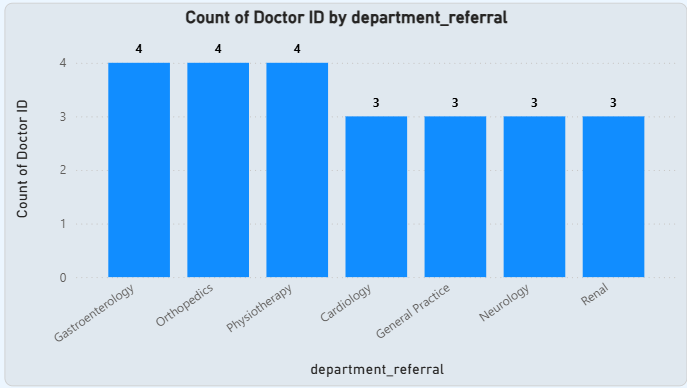 Count of Doctor ID by department_referral
4 4 4 3 3 3 3
Count of Doctor ID
4
3
2
1
0
Gastroenterology Orthopedics Physiotherapy Cardiology General Practice Neurology Renal
department_referral